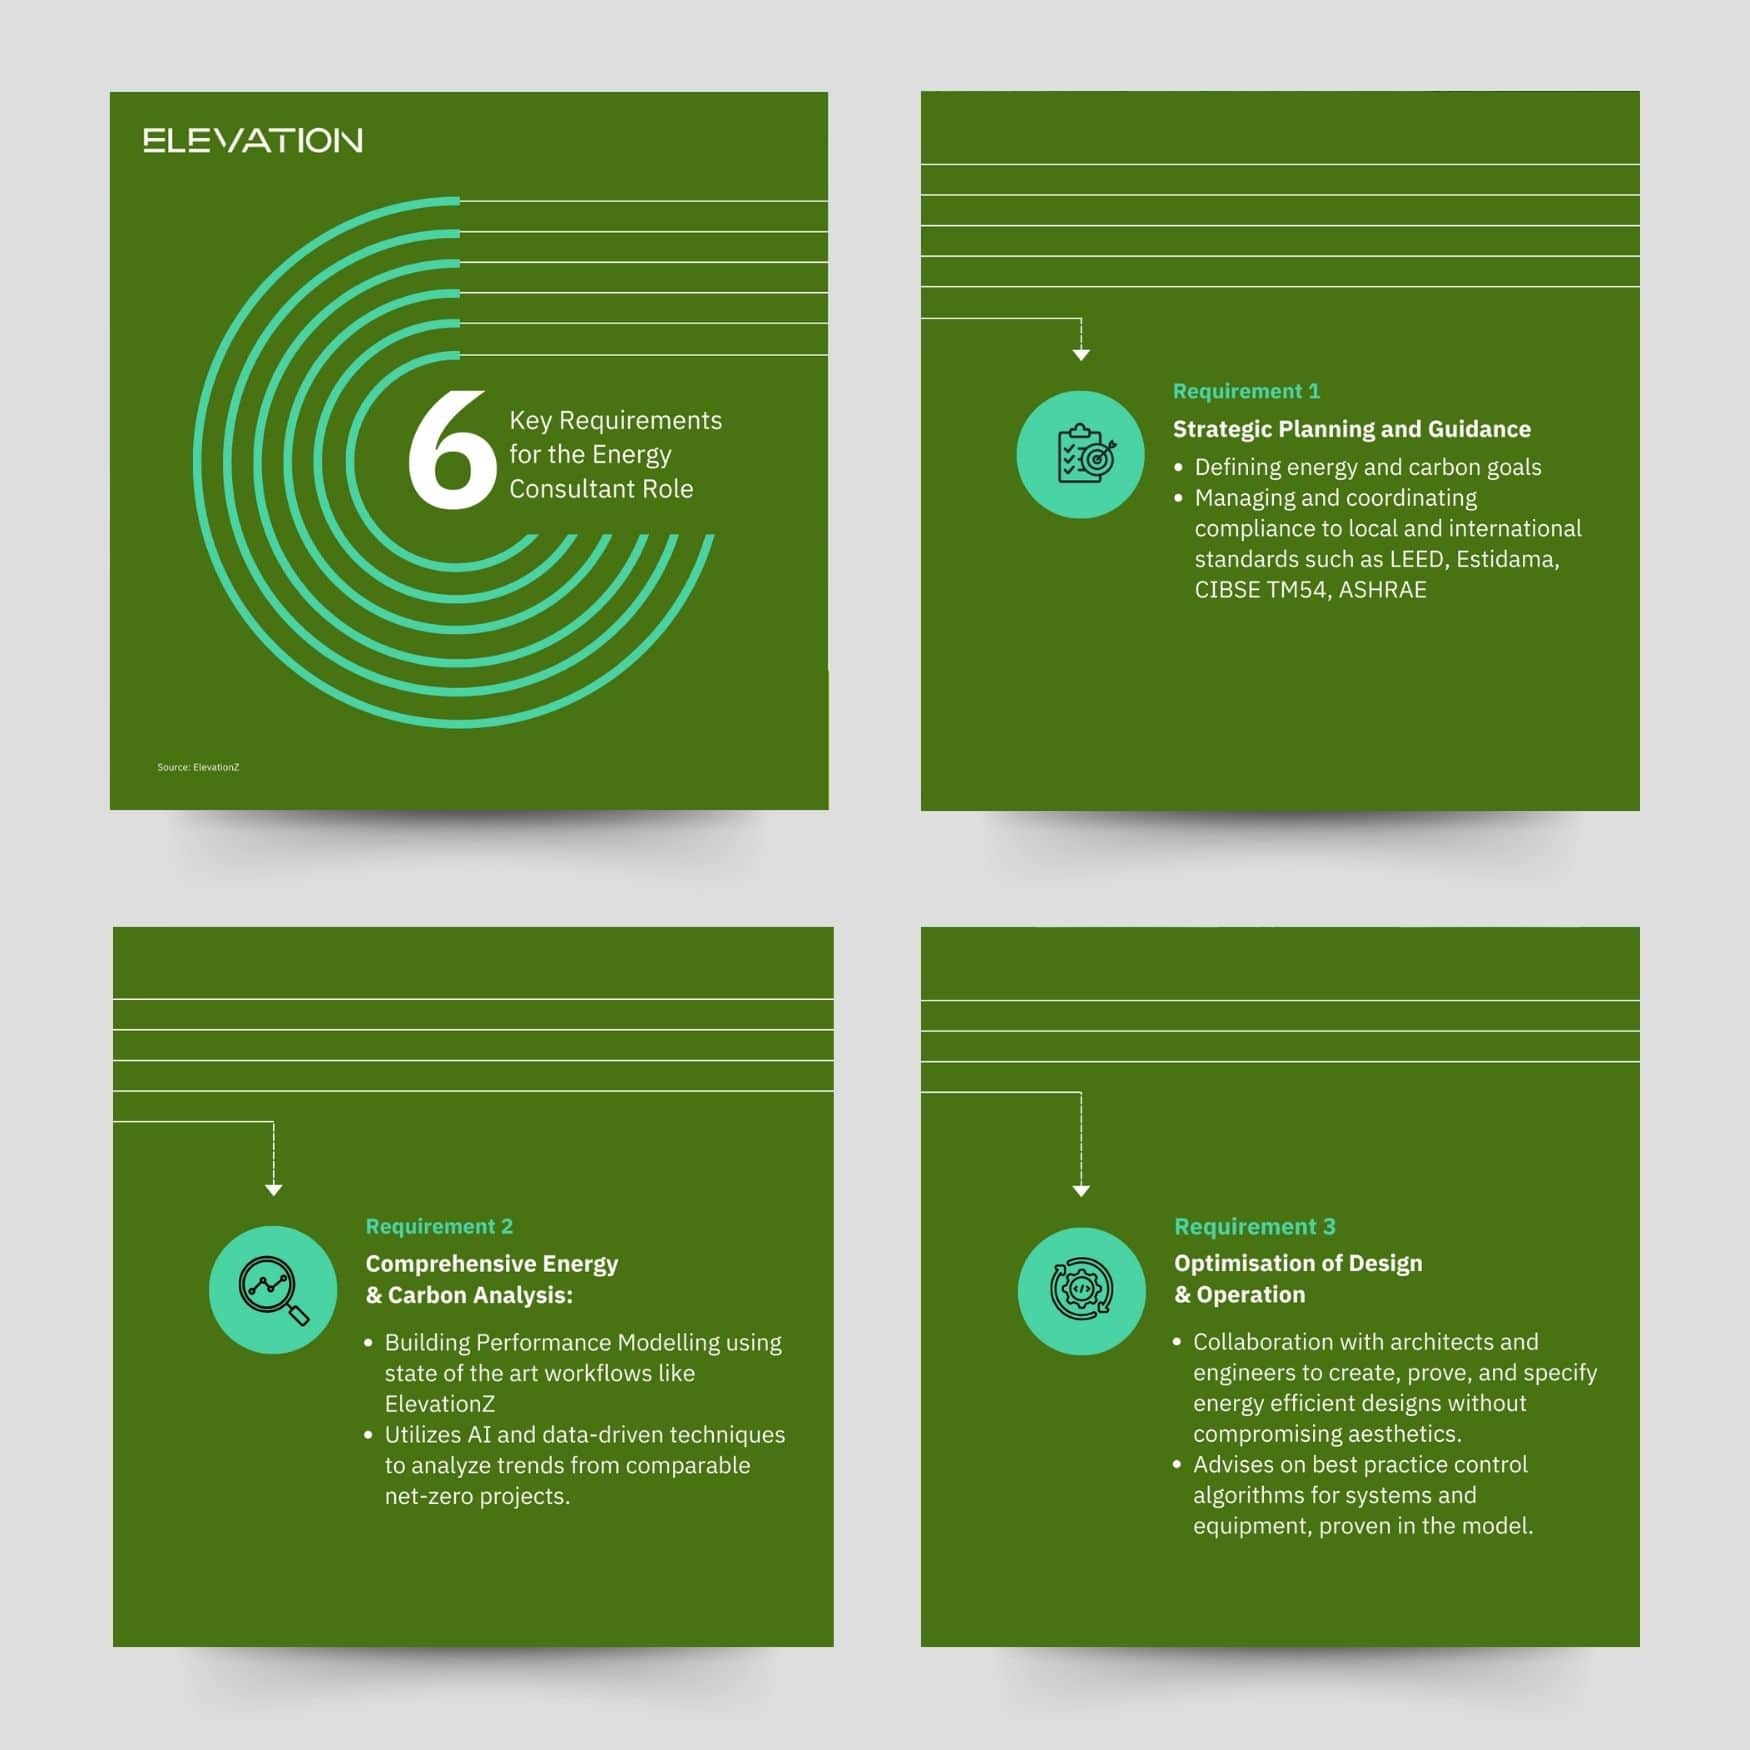 ELEVATION
6
Key Requirements
for the Energy
Consultant Role
Source: ElevationZ
Requirement 1
Strategic Planning and Guidance
• Defining energy and carbon goals
• Managing and coordinating
compliance to local and international
standards such as LEED, Estidama,
CIBSE TM54, ASHRAE
Requirement 2
Comprehensive Energy
& Carbon Analysis:
• Building Performance Modelling using
state of the art workflows like
ElevationZ
• Utilizes AI and data-driven techniques
to analyze trends from comparable
net-zero projects.
Requirement 3
Optimisation of Design
& Operation
• Collaboration with architects and
engineers to create, prove, and specify
energy efficient designs without
compromising aesthetics.
• Advises on best practice control
algorithms for systems and
equipment, proven in the model.